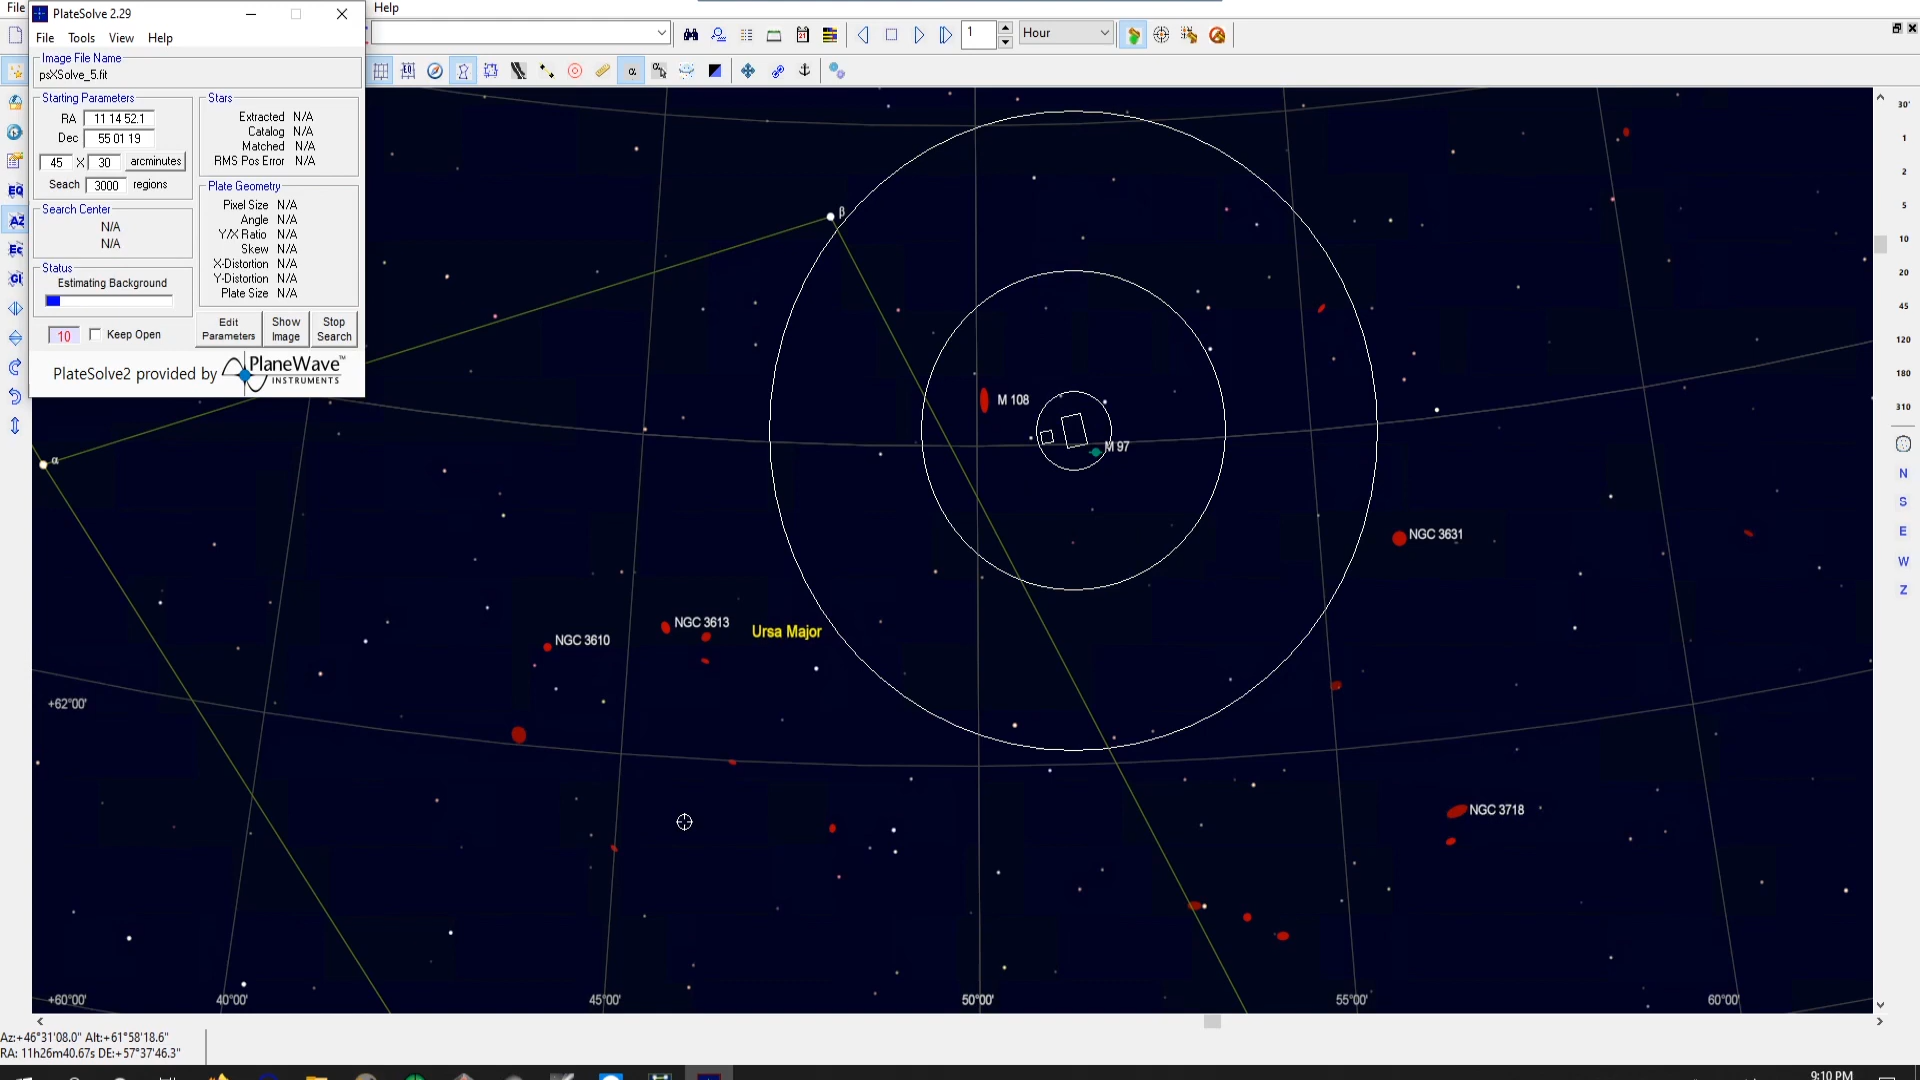 File
PlateSolve 2.29
Help
File Tools View Help
Image File Name
psXSolve_5.fit
Starting Parameters
RA 11 14 52.1
Dec 55 01 19
45 X 30 arcminutes
Seach 3000 regions
Search Center
N/A
N/A
Status
Estimating Background
10 Keep Open
Stars
Extracted N/A
Catalog N/A
Matched N/A
RMS Pos Error N/A
Plate Geometry
Pixel Size N/A
Angle N/A
Y/X Ratio N/A
Skew N/A
X-Distortion N/A
Y-Distortion N/A
Plate Size N/A
Edit Parameters
Show Image
Stop Search
PlateSolve2 provided by PlaneWave™
INSTRUMENTS
1 Hour
EQ
AZ
Ec
Gl
β
α
M 108
M 97
NGC 3631
NGC 3613
NGC 3610
Ursa Major
+62°00'
NGC 3718
+60°00'
40°00'
45°00'
50°00'
55°00'
60°00'
30'
1
2
5
10
20
45
120
180
310
N
S
E
W
Z
Az:+46°31'08.0" Alt:+61°58'18.6"
RA: 11h26m40.67s DE:+57°37'46.3"
9:10 PM